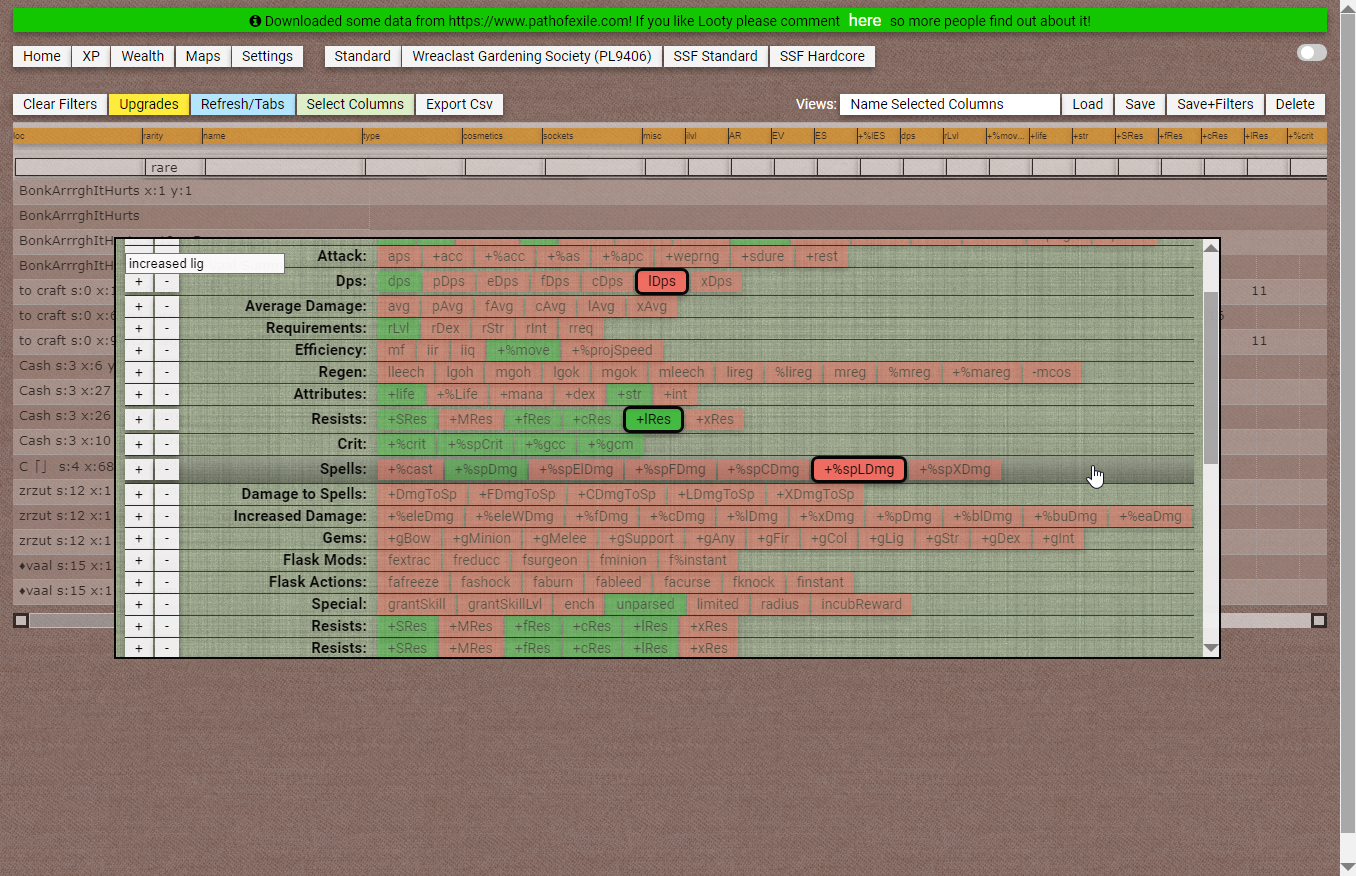 Downloaded some data from https://www.pathofexile.com! If you like Looty please comment here so more people find out about it!
Home XP Wealth Maps Settings Standard Wreaclast Gardening Society (PL9406) SSF Standard SSF Hardcore
Clear Filters Upgrades Refresh/Tabs Select Columns Export Csv Views: Name Selected Columns Load Save Save+Filters Delete
loc rarity name type cosmetics sockets misc ilvl AR EV ES +%lES dps rLvl +%mov... +life +str +SRes +fRes +cRes +lRes +%crit
rare
BonkArrrghItHurts x:1 y:1
BonkArrrghItHurts
BonkArrrghItH
increased lig
Attack: aps +acc +%acc +%as +%apc +weprng +sdure +rest
BonkArrrghItH
+ - Dps: dps pDps eDps fDps cDps lDps xDps
to craft s:0 x:1 11
+ - Average Damage: avg pAvg fAvg cAvg lAvg xAvg
to craft s:0 x:6
+ - Requirements: rLvl rDex rStr rInt rreq
to craft s:0 x:9 11
+ - Efficiency: mf iir iiq +%move +%projSpeed
Cash s:3 x:6 y
+ - Regen: lleech lgoh mgoh lgok mgok mleech lireg %lireg mreg %mreg +%mareg -mcos
Cash s:3 x:27
+ - Attributes: +life +%Life +mana +dex +str +int
Cash s:3 x:26
+ - Resists: +SRes +MRes +fRes +cRes +lRes +xRes
Cash s:3 x:10
+ - Crit: +%crit +%spCrit +%gcc +%gcm
C s:4 x:68
+ - Spells: +%cast +%spDmg +%spElDmg +%spFDmg +%spCDmg +%spLDmg +%spXDmg
zrzut s:12 x:1
+ - Damage to Spells: +DmgToSp +FDmgToSp +CDmgToSp +LDmgToSp +XDmgToSp
zrzut s:12 x:1
+ - Increased Damage: +%eleDmg +%eleWDmg +%fDmg +%cDmg +%lDmg +%xDmg +%pDmg +%blDmg +%buDmg +%eaDmg
zrzut s:12 x:1
+ - Gems: +gBow +gMinion +gMelee +gSupport +gAny +gFir +gCol +gLig +gStr +gDex +gInt
♦vaal s:15 x:1
+ - Flask Mods: fextrac freducc fsurgeon fminion f%instant
+ - Flask Actions: fafreeze fashock faburn fableed facurse fknock finstant
♦vaal s:15 x:1
+ - Special: grantSkill grantSkillLvl ench unparsed limited radius incubReward
+ - Resists: +SRes +MRes +fRes +cRes +lRes +xRes
+ - Resists: +SRes +MRes +fRes +cRes +lRes +xRes